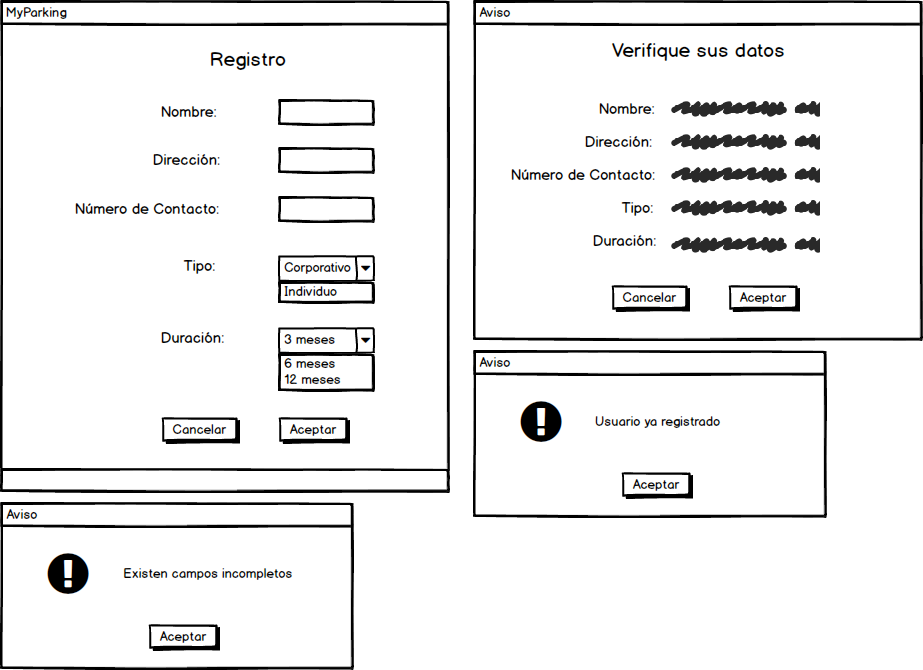 MyParking
Registro
Nombre:
Dirección:
Número de Contacto:
Tipo: Corporativo
Individuo
Duración: 3 meses
6 meses
12 meses
Cancelar Aceptar
Aviso
Verifique sus datos
Nombre:
Dirección:
Número de Contacto:
Tipo:
Duración:
Cancelar Aceptar
Aviso
Usuario ya registrado
Aceptar
Aviso
Existen campos incompletos
Aceptar